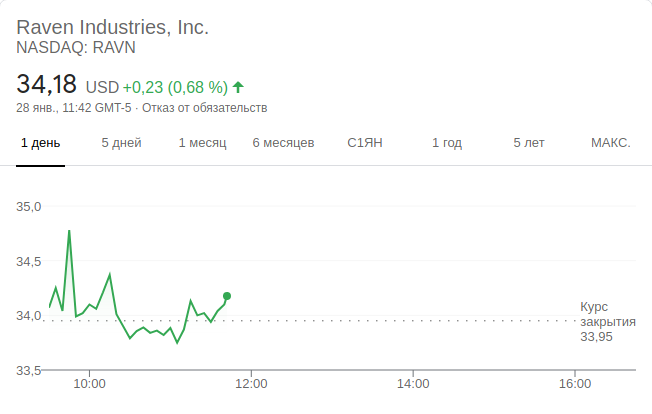 Raven Industries, Inc.
NASDAQ: RAVN
34,18 USD +0,23 (0,68 %)
28 янв., 11:42 GMT-5 · Отказ от обязательств
1 день 5 дней 1 месяц 6 месяцев С1ЯН 1 год 5 лет МАКС.
35,0
34,5
34,0
33,5
Курс
закрытия
33,95
10:00 12:00 14:00 16:00